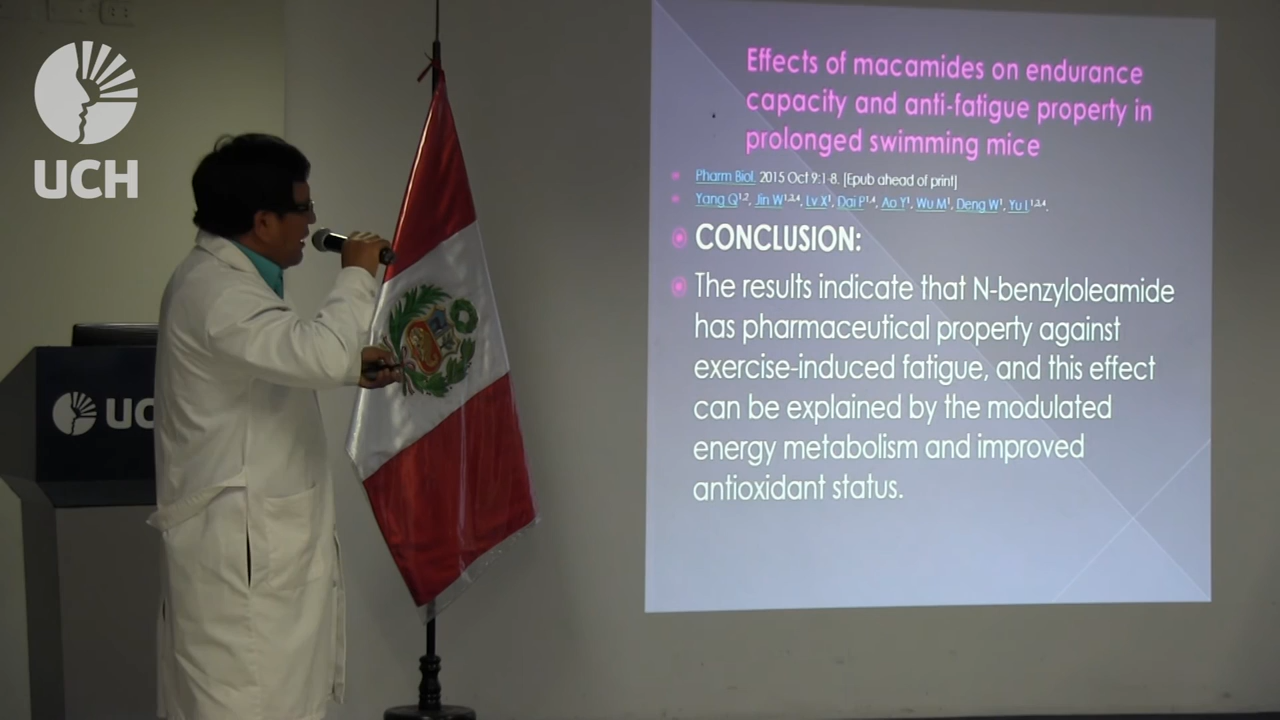 UCH
UC
Effects of macamides on endurance
capacity and anti-fatigue property in
prolonged swimming mice
Pharm Biol. 2015 Oct 9:1-8. [Epub ahead of print]
Yang Q1,2, Jin W1,3,4, Lv X1, Dai P1,4, Ao Y1, Wu M1, Deng W1, Yu L1,3,4.
CONCLUSION:
The results indicate that N-benzyloleamide
has pharmaceutical property against
exercise-induced fatigue, and this effect
can be explained by the modulated
energy metabolism and improved
antioxidant status.